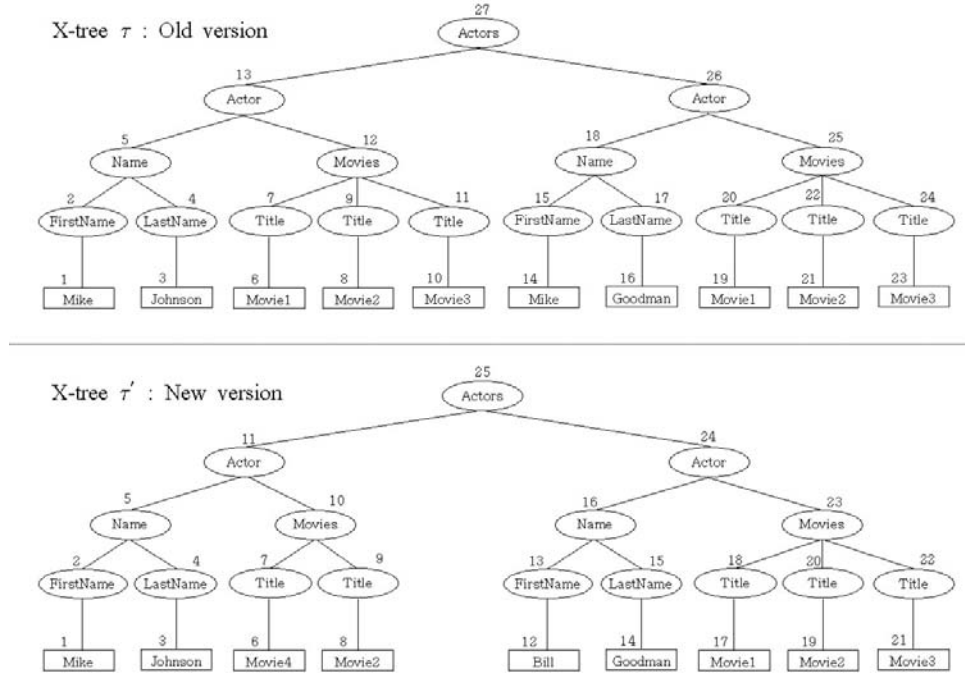 27
X-tree τ : Old version
Actors
13 26
Actor Actor
5 12 18 25
Name Movies Name Movies
2 4 7 9 11 15 17 20 22 24
FirstName LastName Title Title Title FirstName LastName Title Title Title
1 3 6 8 10 14 16 19 21 23
Mike Johnson Movie1 Movie2 Movie3 Mike Goodman Movie1 Movie2 Movie3
25
X-tree τ′ : New version
Actors
11 24
Actor Actor
5 10 16 23
Name Movies Name Movies
2 4 7 9 13 15 18 20 22
FirstName LastName Title Title FirstName LastName Title Title Title
1 3 6 8 12 14 17 19 21
Mike Johnson Movie4 Movie2 Bill Goodman Movie1 Movie2 Movie3